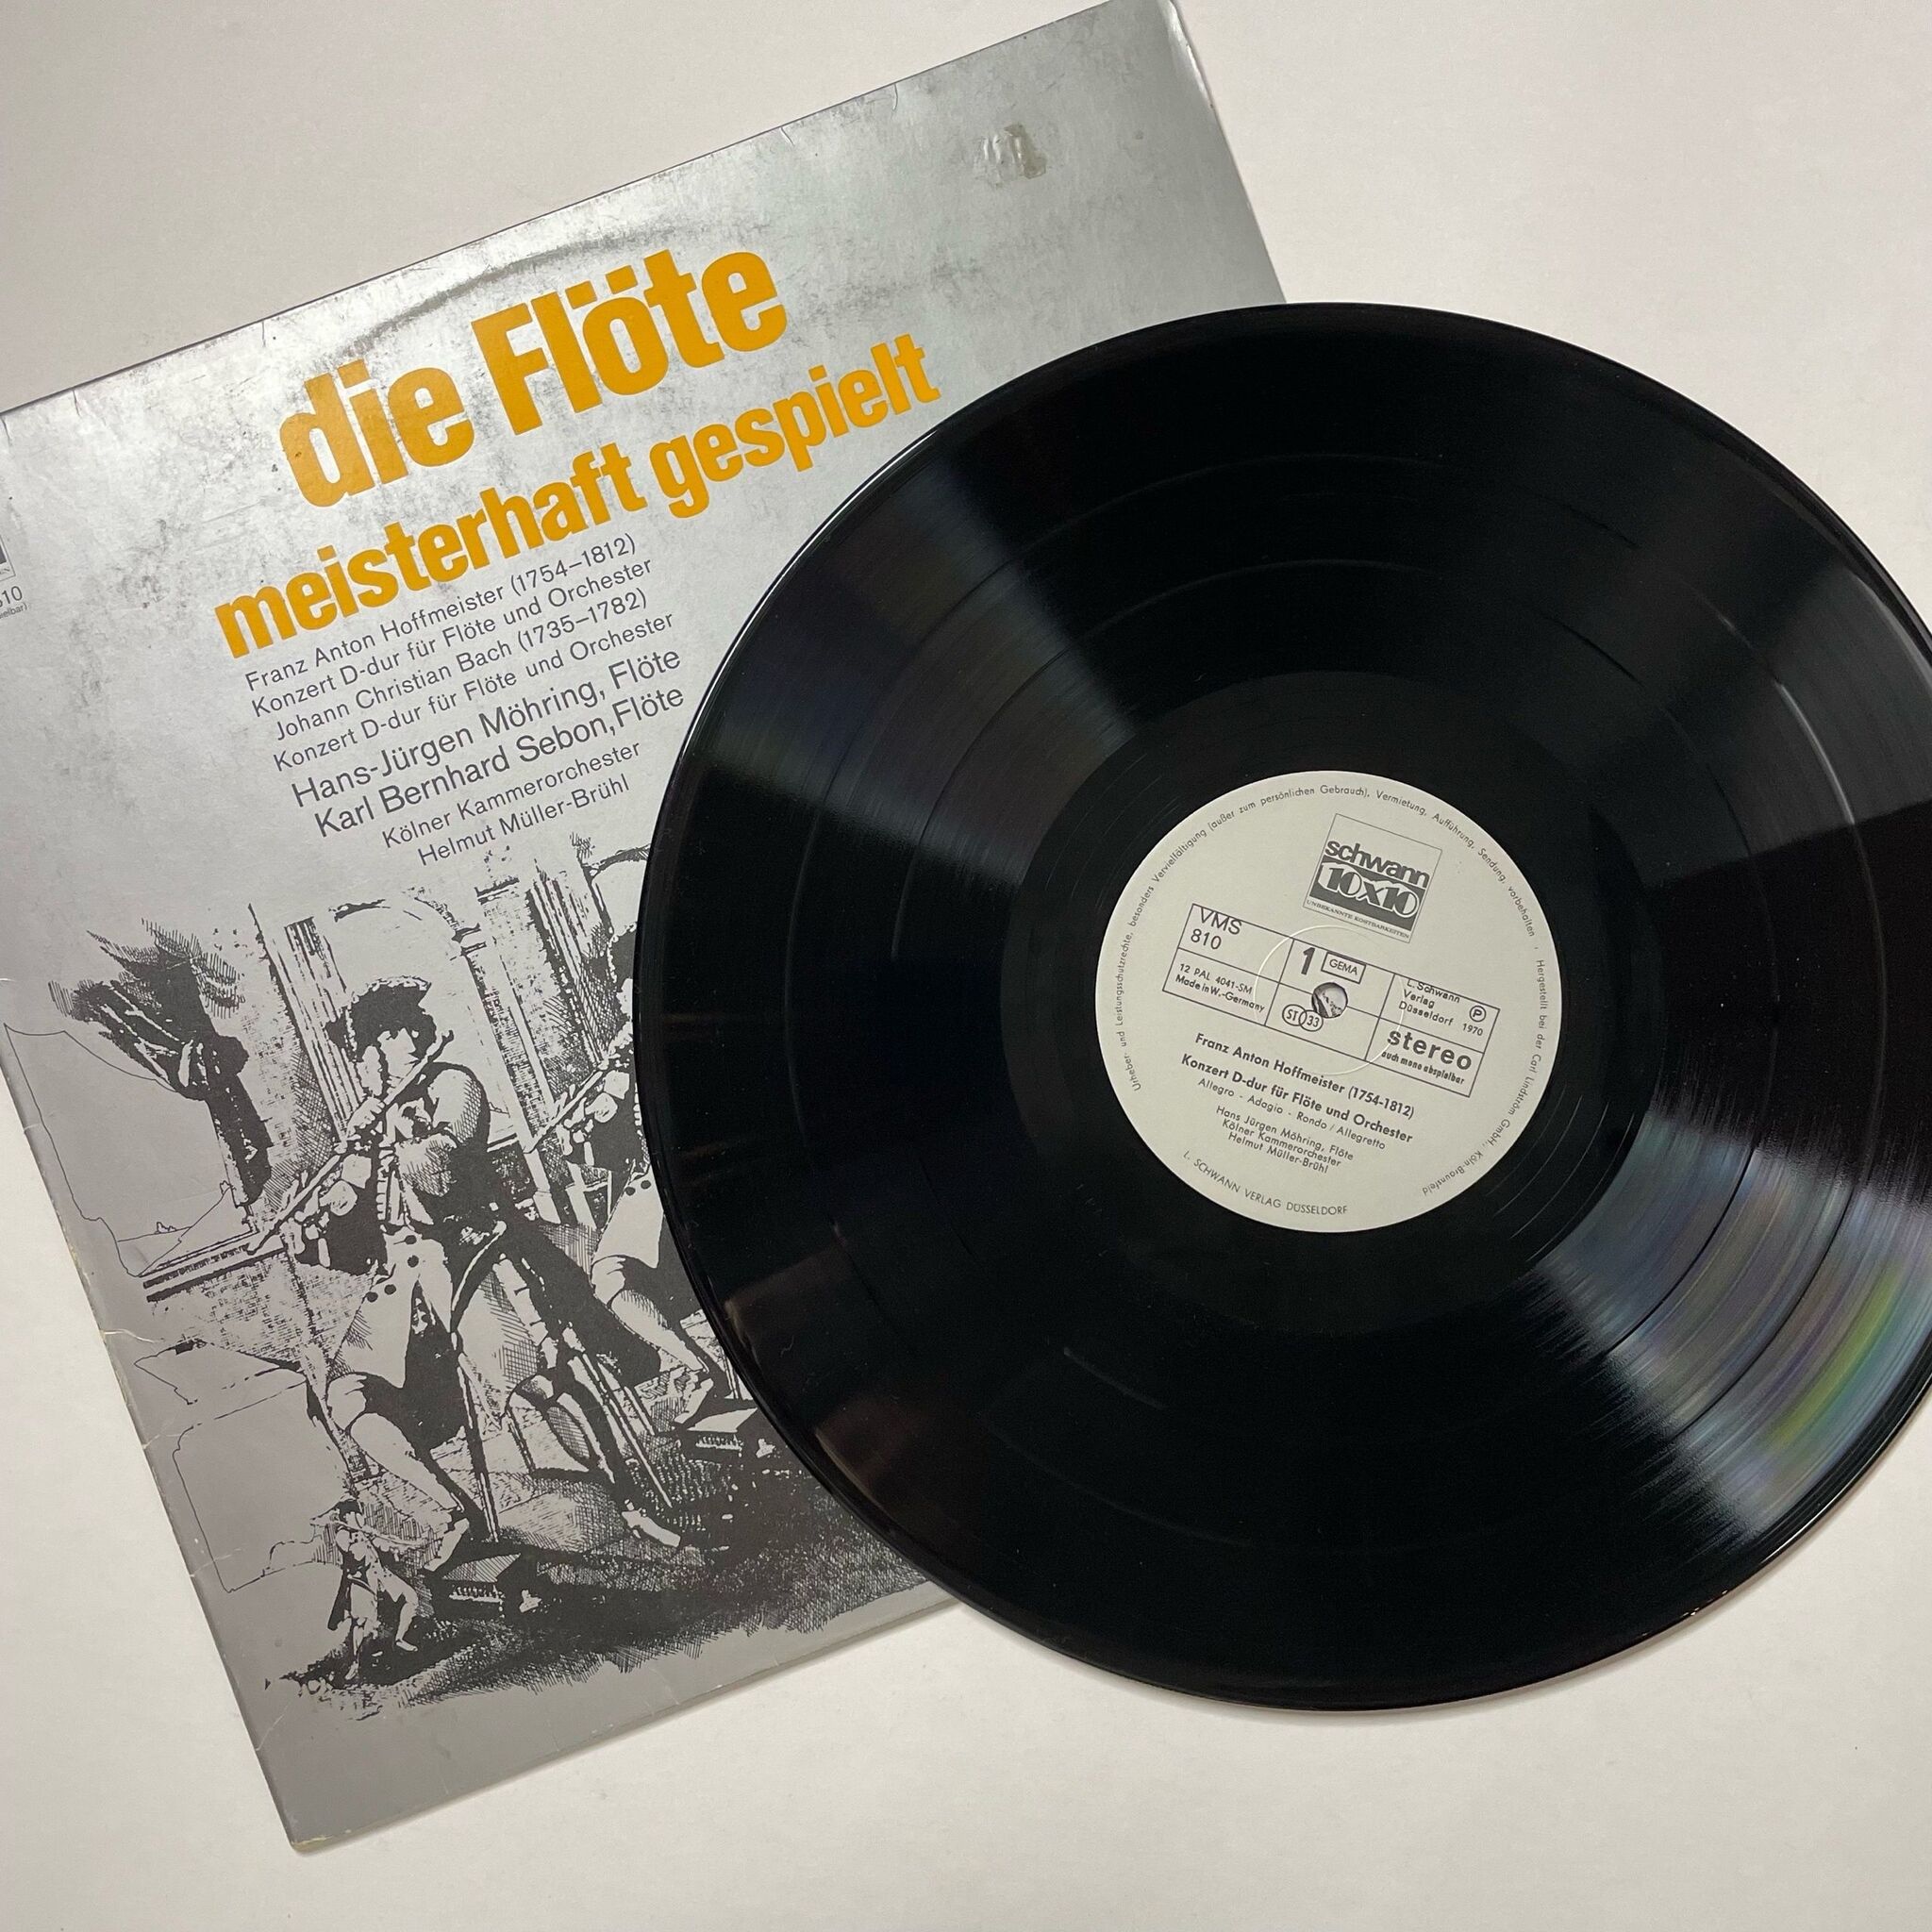 die Flöte
meisterhaft gespielt
Franz Anton Hoffmeister (1754–1812)
Konzert D-dur für Flöte und Orchester
Johann Christian Bach (1735–1782)
Konzert D-dur für Flöte und Orchester
Hans-Jürgen Möhring, Flöte
Karl Bernhard Sebon, Flöte
Kölner Kammerorchester
Helmut Müller-Brühl
Urheber- und Leistungsschutzrechte, besonders Vervielfältigung (außer zum persönlichen Gebrauch), Vermietung, Aufführung, Sendung, vorbehalten · Hergestellt bei der Carl Lindström GmbH., Köln-Braunsfeld
schwann
10x10
UNBEKANNTE KOSTBARKEITEN
VMS
810
12 PAL 4041-SM
Made in W.-Germany
1 GEMA
ST 33
L. Schwann
Verlag
Düsseldorf
℗
1970
stereo
auch mono abspielbar
Franz Anton Hoffmeister (1754-1812)
Konzert D-dur für Flöte und Orchester
Allegro - Adagio - Rondo / Allegretto
Hans Jürgen Möhring, Flöte
Kölner Kammerorchester
Helmut Müller-Brühl
L. SCHWANN VERLAG DÜSSELDORF